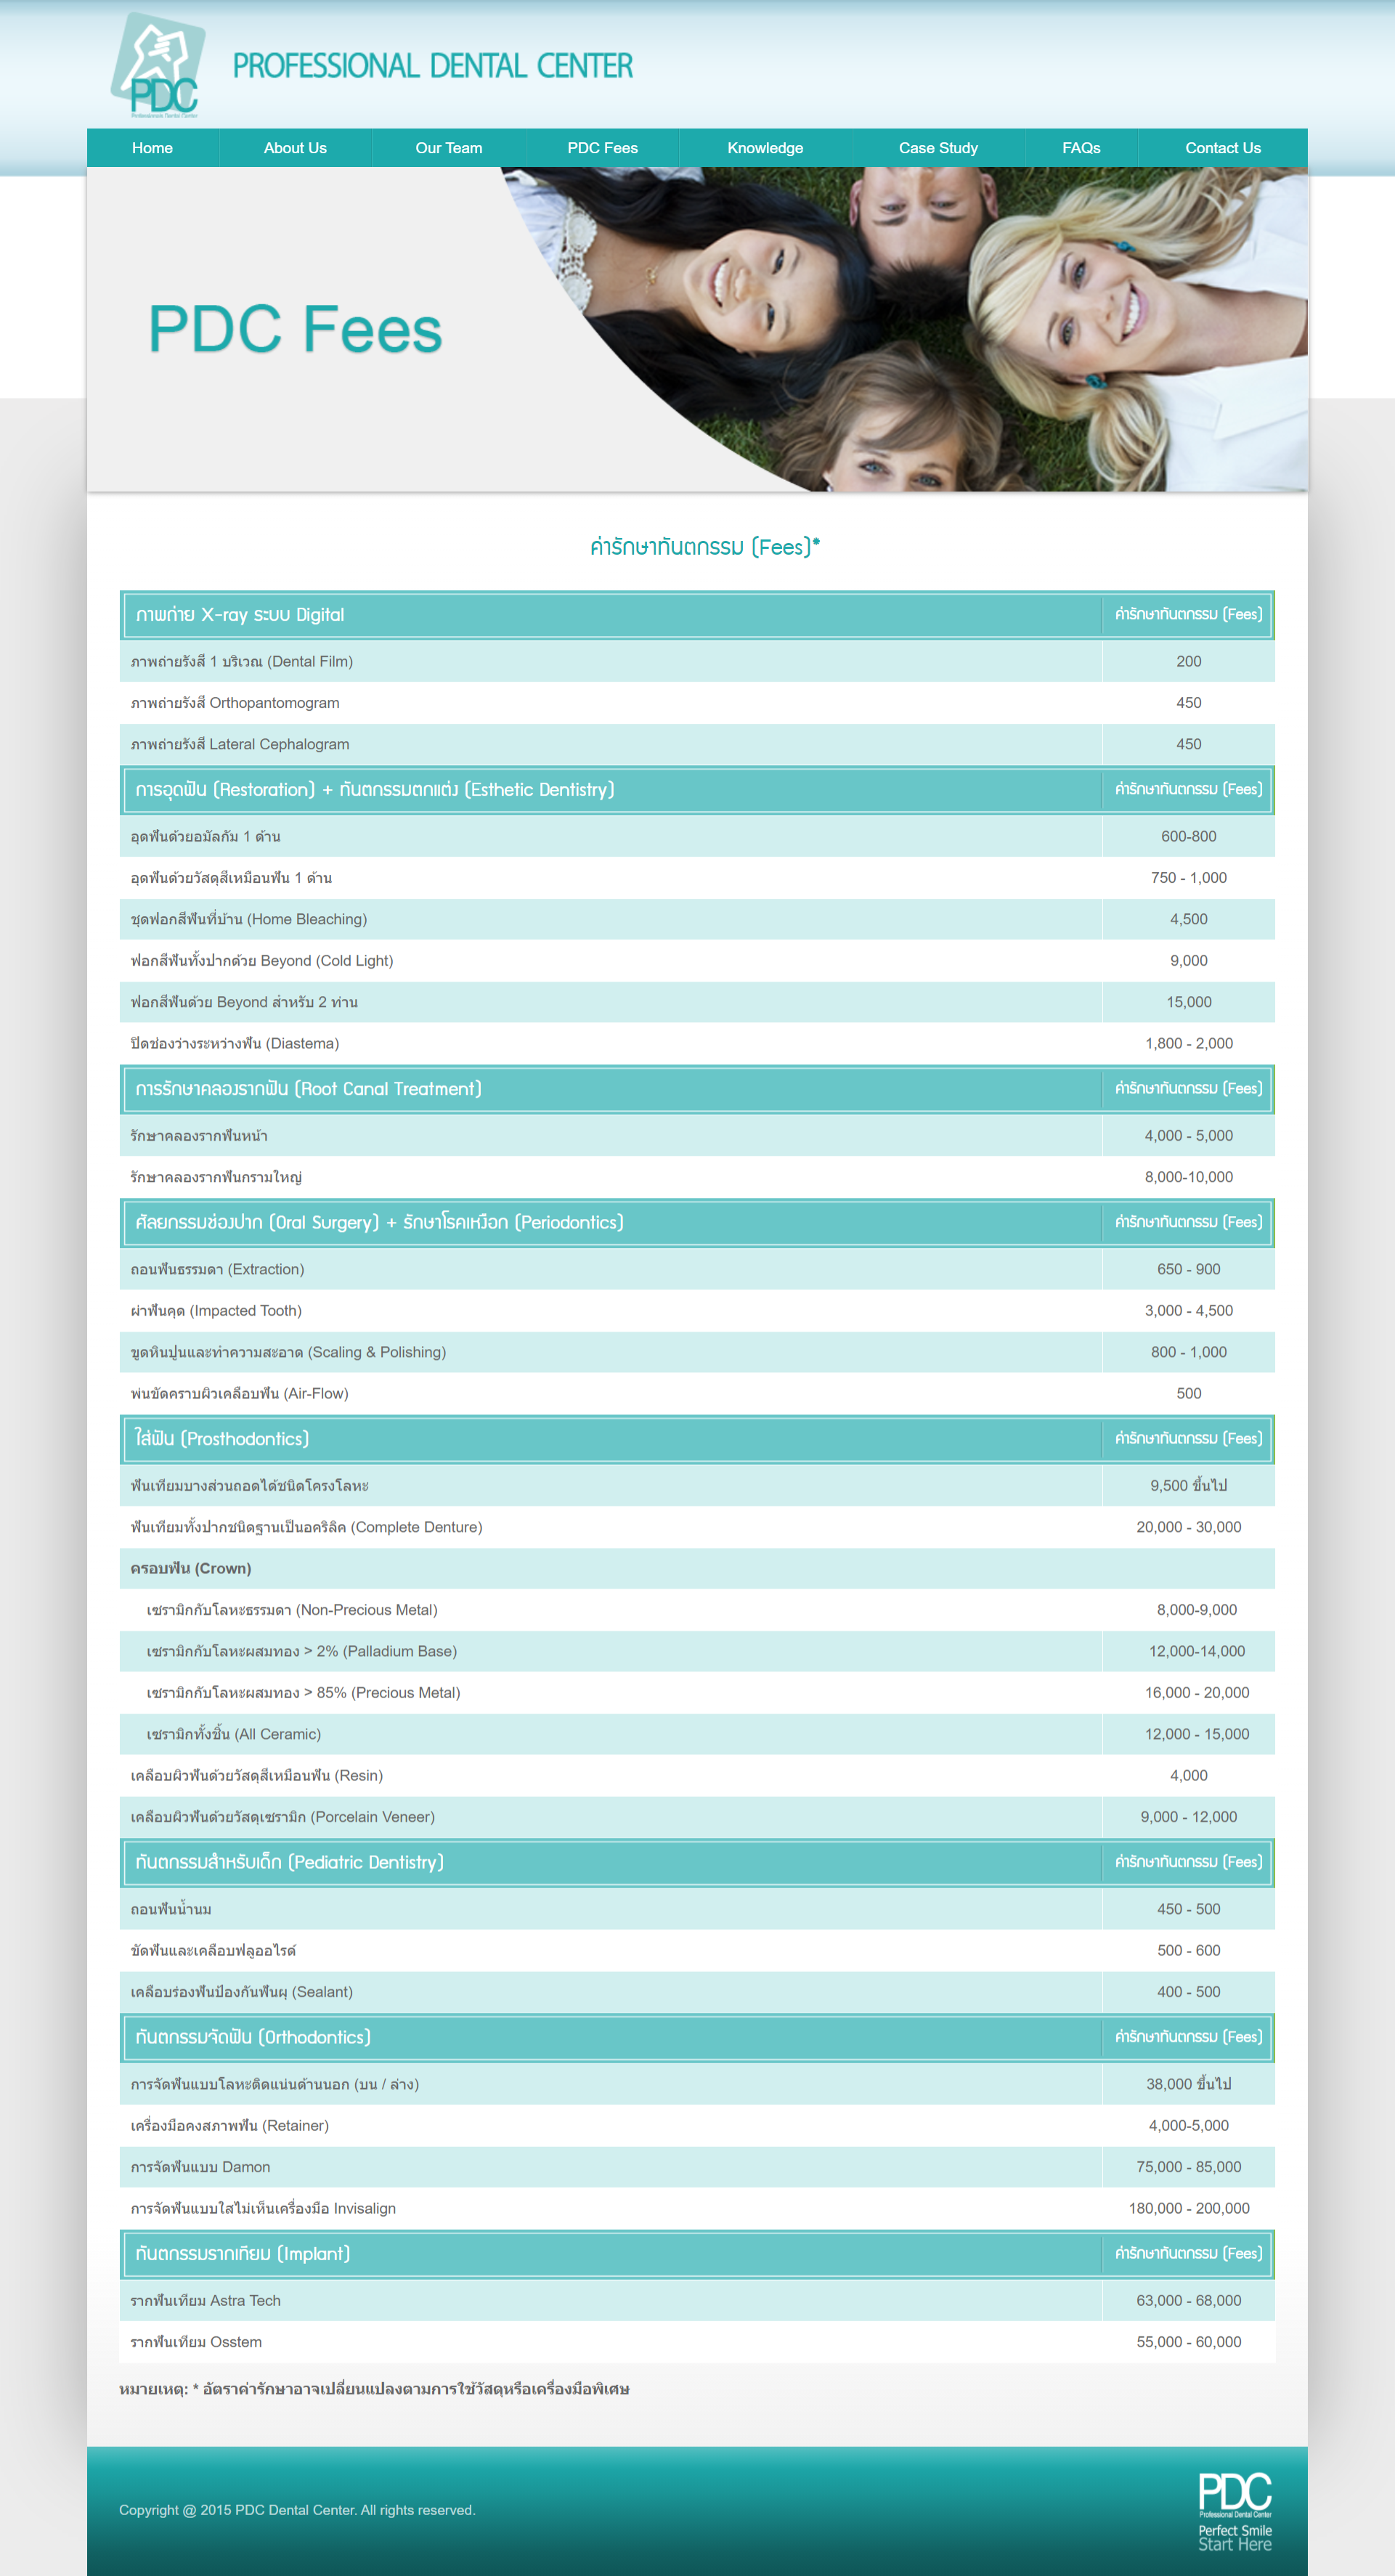 PDC
Professionals Dental Center
PROFESSIONAL DENTAL CENTER
Home About Us Our Team PDC Fees Knowledge Case Study FAQs Contact Us
PDC Fees
ค่ารักษาทันตกรรม (Fees)*
ภาพถ่าย X-ray ระบบ Digital ค่ารักษาทันตกรรม (Fees)
ภาพถ่ายรังสี 1 บริเวณ (Dental Film) 200
ภาพถ่ายรังสี Orthopantomogram 450
ภาพถ่ายรังสี Lateral Cephalogram 450
การอุดฟัน (Restoration) + ทันตกรรมตกแต่ง (Esthetic Dentistry) ค่ารักษาทันตกรรม (Fees)
อุดฟันด้วยอมัลกัม 1 ด้าน 600-800
อุดฟันด้วยวัสดุสีเหมือนฟัน 1 ด้าน 750 - 1,000
ชุดฟอกสีฟันที่บ้าน (Home Bleaching) 4,500
ฟอกสีฟันทั้งปากด้วย Beyond (Cold Light) 9,000
ฟอกสีฟันด้วย Beyond สำหรับ 2 ท่าน 15,000
ปิดช่องว่างระหว่างฟัน (Diastema) 1,800 - 2,000
การรักษาคลองรากฟัน (Root Canal Treatment) ค่ารักษาทันตกรรม (Fees)
รักษาคลองรากฟันหน้า 4,000 - 5,000
รักษาคลองรากฟันกรามใหญ่ 8,000-10,000
ศัลยกรรมช่องปาก (Oral Surgery) + รักษาโรคเหงือก (Periodontics) ค่ารักษาทันตกรรม (Fees)
ถอนฟันธรรมดา (Extraction) 650 - 900
ผ่าฟันคุด (Impacted Tooth) 3,000 - 4,500
ขูดหินปูนและทำความสะอาด (Scaling & Polishing) 800 - 1,000
พ่นขัดคราบผิวเคลือบฟัน (Air-Flow) 500
ใส่ฟัน (Prosthodontics) ค่ารักษาทันตกรรม (Fees)
ฟันเทียมบางส่วนถอดได้ชนิดโครงโลหะ 9,500 ขึ้นไป
ฟันเทียมทั้งปากชนิดฐานเป็นอคริลิค (Complete Denture) 20,000 - 30,000
ครอบฟัน (Crown)
เซรามิกกับโลหะธรรมดา (Non-Precious Metal) 8,000-9,000
เซรามิกกับโลหะผสมทอง > 2% (Palladium Base) 12,000-14,000
เซรามิกกับโลหะผสมทอง > 85% (Precious Metal) 16,000 - 20,000
เซรามิกทั้งชิ้น (All Ceramic) 12,000 - 15,000
เคลือบผิวฟันด้วยวัสดุสีเหมือนฟัน (Resin) 4,000
เคลือบผิวฟันด้วยวัสดุเซรามิก (Porcelain Veneer) 9,000 - 12,000
ทันตกรรมสำหรับเด็ก (Pediatric Dentistry) ค่ารักษาทันตกรรม (Fees)
ถอนฟันน้ำนม 450 - 500
ขัดฟันและเคลือบฟลูออไรด์ 500 - 600
เคลือบร่องฟันป้องกันฟันผุ (Sealant) 400 - 500
ทันตกรรมจัดฟัน (Orthodontics) ค่ารักษาทันตกรรม (Fees)
การจัดฟันแบบโลหะติดแน่นด้านนอก (บน / ล่าง) 38,000 ขึ้นไป
เครื่องมือคงสภาพฟัน (Retainer) 4,000-5,000
การจัดฟันแบบ Damon 75,000 - 85,000
การจัดฟันแบบใสไม่เห็นเครื่องมือ Invisalign 180,000 - 200,000
ทันตกรรมรากเทียม (Implant) ค่ารักษาทันตกรรม (Fees)
รากฟันเทียม Astra Tech 63,000 - 68,000
รากฟันเทียม Osstem 55,000 - 60,000
หมายเหตุ: * อัตราค่ารักษาอาจเปลี่ยนแปลงตามการใช้วัสดุหรือเครื่องมือพิเศษ
Copyright @ 2015 PDC Dental Center. All rights reserved.
PDC
Professional Dental Center
Perfect Smile
Start Here